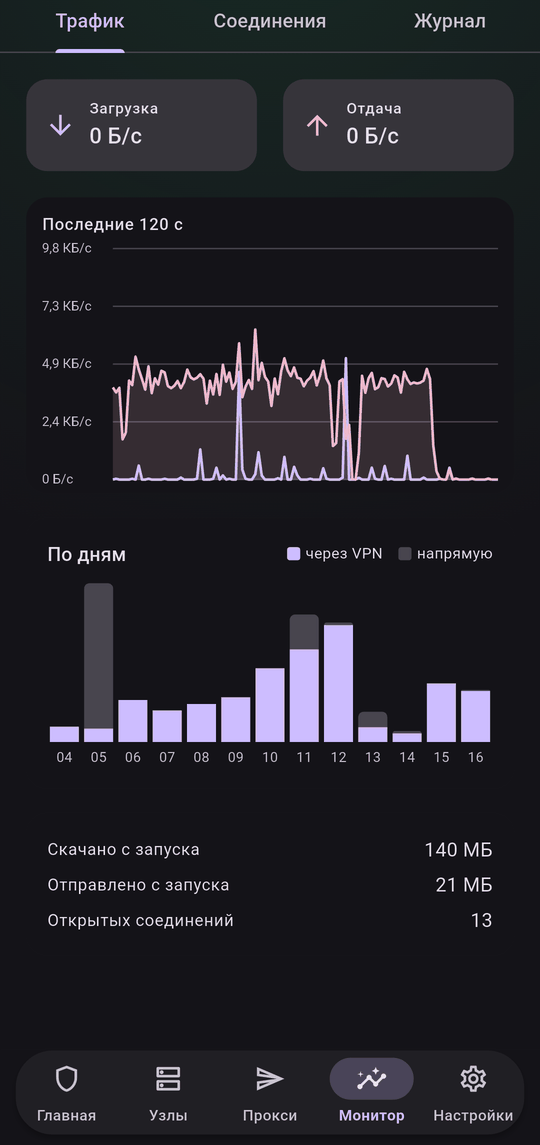 Трафик Соединения Журнал
Загрузка
0 Б/с
Отдача
0 Б/с
Последние 120 с
9,8 КБ/с
7,3 КБ/с
4,9 КБ/с
2,4 КБ/с
0 Б/с
По дням
через VPN напрямую
04 05 06 07 08 09 10 11 12 13 14 15 16
Скачано с запуска 140 МБ
Отправлено с запуска 21 МБ
Открытых соединений 13
Главная Узлы Прокси Монитор Настройки